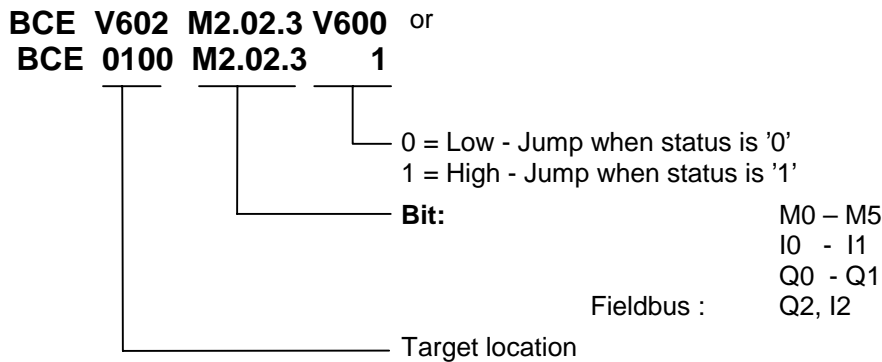 BCE V602 M2.02.3 V600 or
BCE 0100 M2.02.3 1
0 = Low - Jump when status is '0'
1 = High - Jump when status is '1'
Bit: M0 – M5
I0 - I1
Q0 - Q1
Fieldbus : Q2, I2
Target location